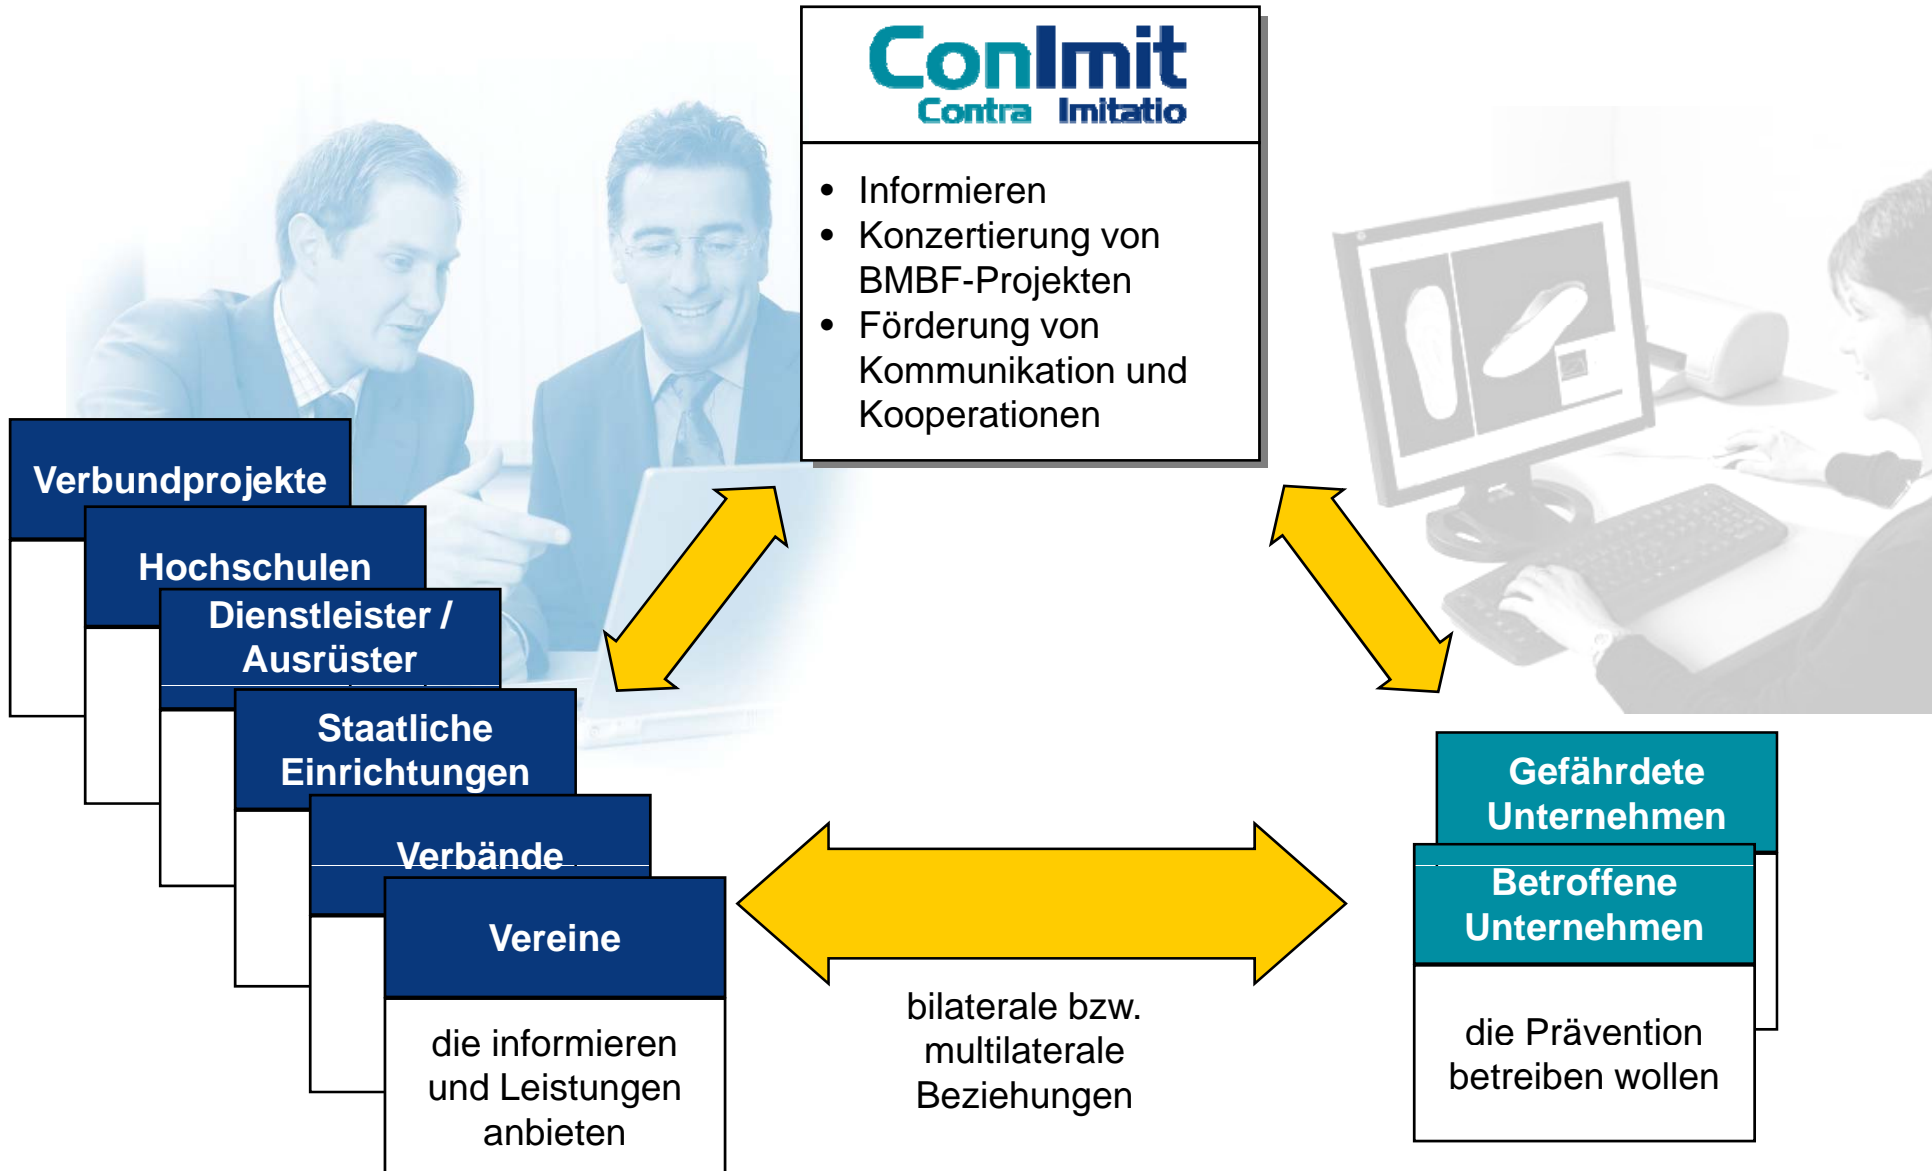 ConImit
Contra Imitatio
• Informieren
• Konzertierung von
BMBF-Projekten
• Förderung von
Kommunikation und
Kooperationen
Verbundprojekte
Hochschulen
Dienstleister /
Ausrüster
Staatliche
Einrichtungen
Verbände
Vereine
die informieren
und Leistungen
anbieten
bilaterale bzw.
multilaterale
Beziehungen
Gefährdete
Unternehmen
Betroffene
Unternehmen
die Prävention
betreiben wollen